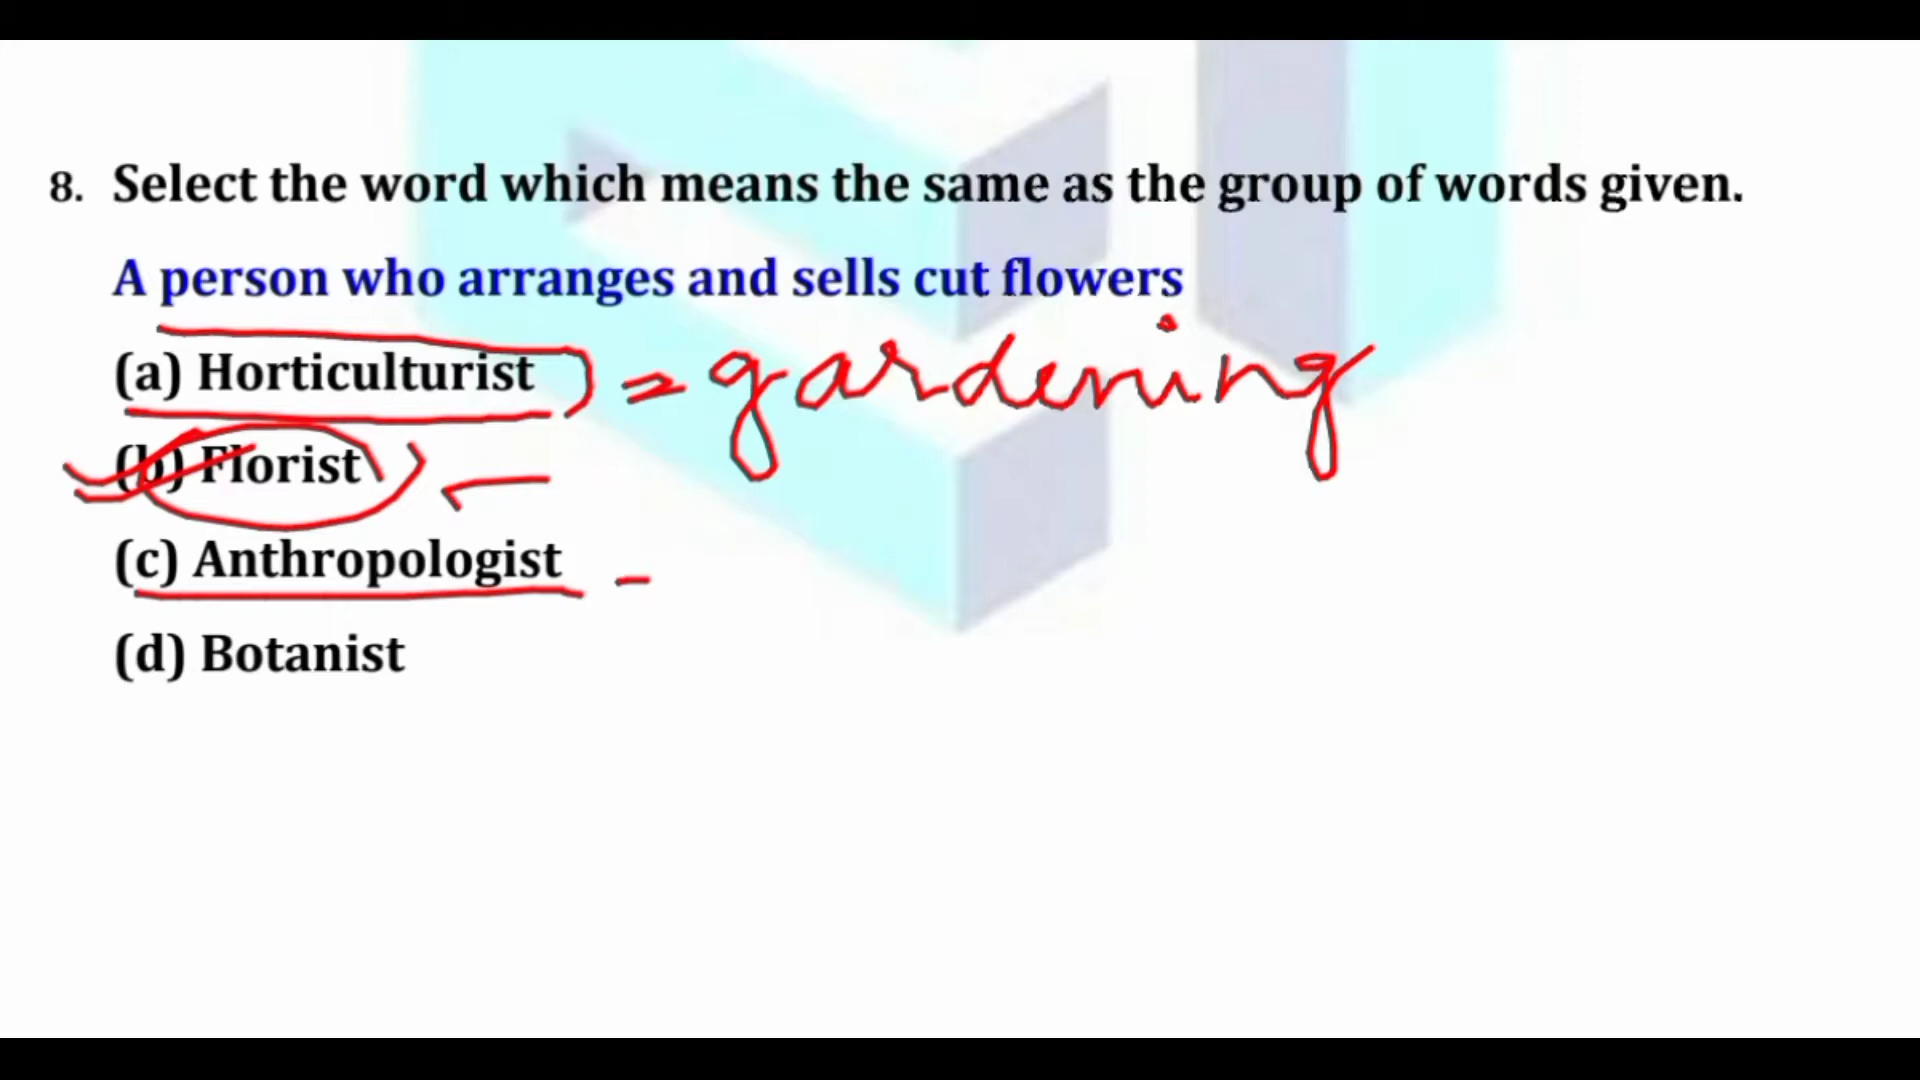 8. Select the word which means the same as the group of words given.
A person who arranges and sells cut flowers
(a) Horticulturist = gardening
(b) Florist
(c) Anthropologist -
(d) Botanist